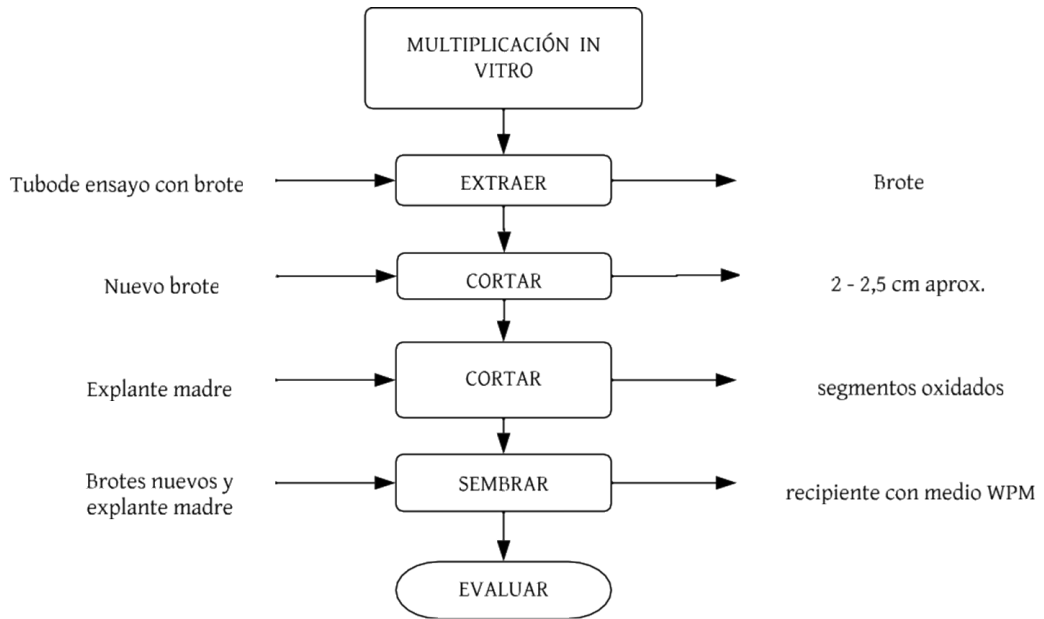 MULTIPLICACIÓN IN
VITRO
Tubode ensayo con brote
EXTRAER
Brote
Nuevo brote
CORTAR
2 - 2,5 cm aprox.
Explante madre
CORTAR
segmentos oxidados
Brotes nuevos y
explante madre
SEMBRAR
recipiente con medio WPM
EVALUAR